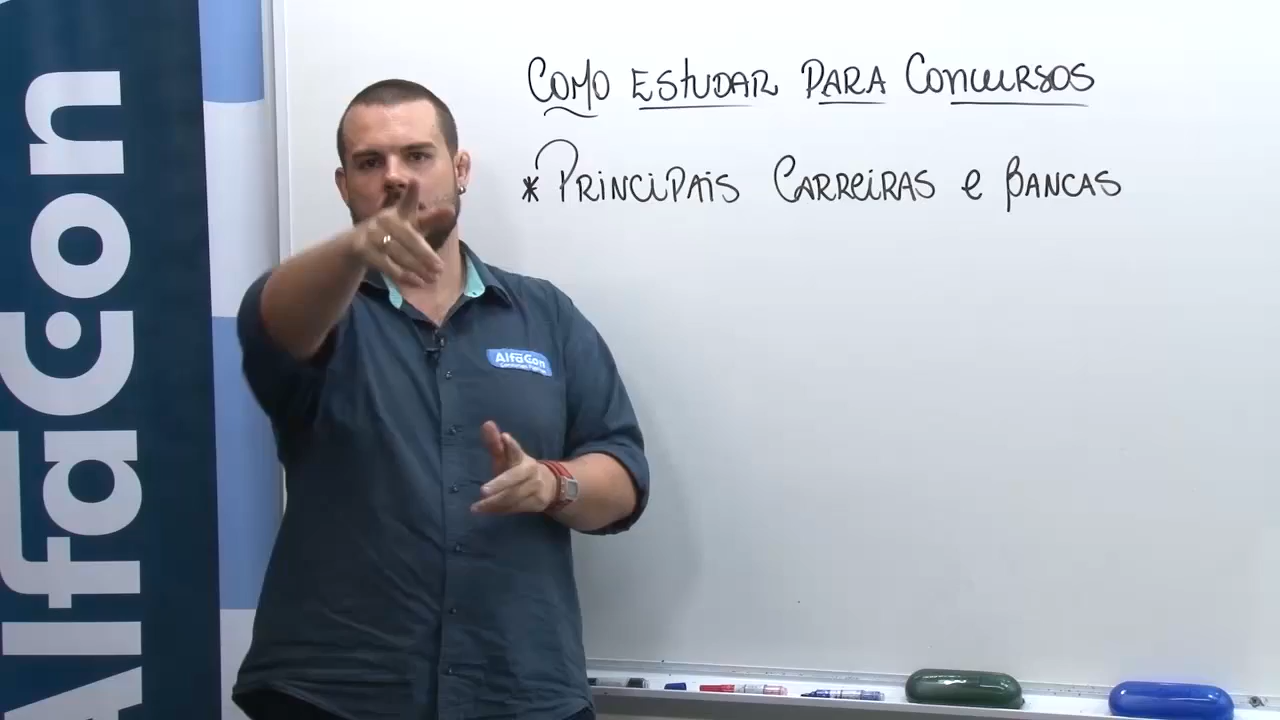 AlfaCon
COMO ESTUDAR PARA CONCURSOS
* PRINCIPAIS CARREIRAS e BANCAS
AlfaCon